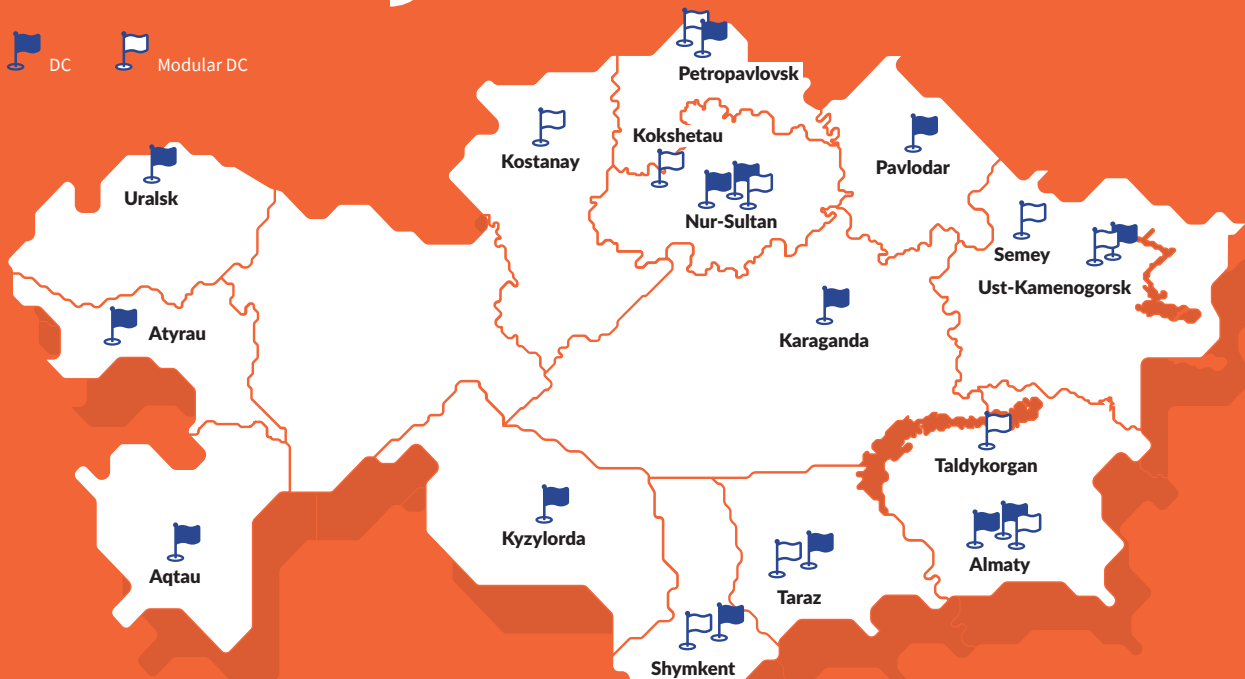 DC
Modular DC
Petropavlovsk
Kokshetau
Kostanay
Pavlodar
Uralsk
Nur-Sultan
Semey
Ust-Kamenogorsk
Atyrau
Karaganda
Taldykorgan
Kyzylorda
Almaty
Aqtau
Taraz
Shymkent